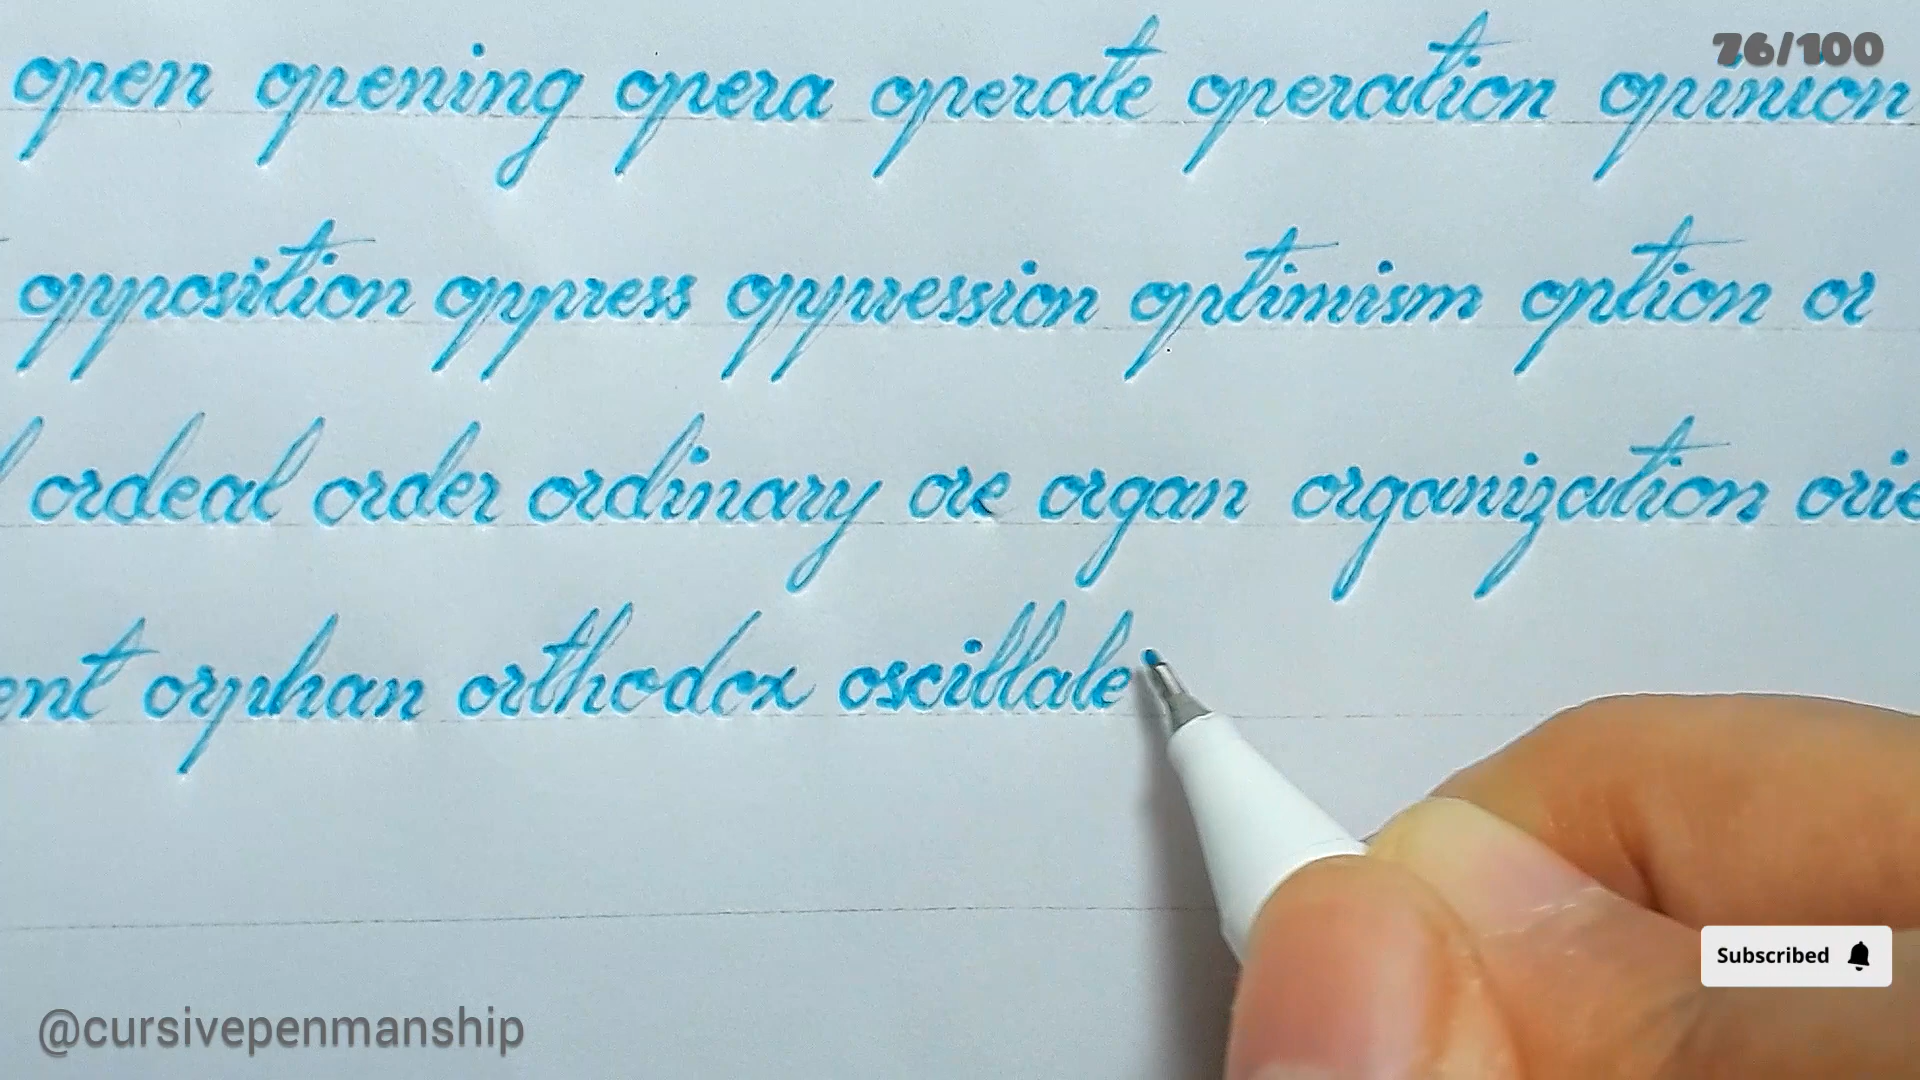 76/100
open opening opera operate operation opinion
opposition oppress oppression optimism option or
ordeal order ordinary ore organ organization orie
ent orphan orthodox oscillale
Subscribed
@cursivepenmanship